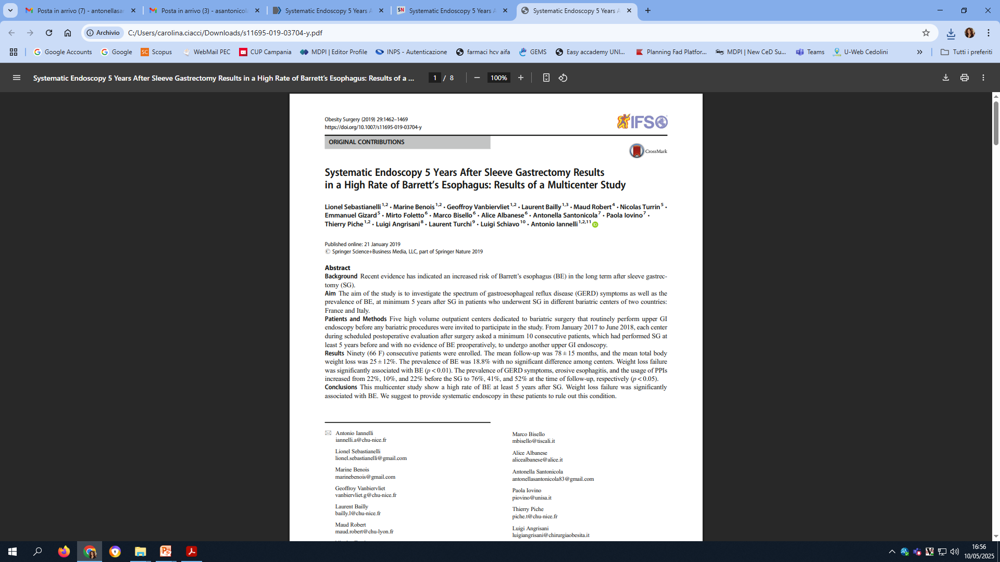 Posta in arrivo (7) - antonellasa
Posta in arrivo (3) - asantonicola
Systematic Endoscopy 5 Years A
Systematic Endoscopy 5 Years A
Systematic Endoscopy 5 Years A
Archivio
C:/Users/carolina.ciacci/Downloads/s11695-019-03704-y.pdf
Google Accounts
Google
Scopus
WebMail PEC
CUP Campania
MDPI | Editor Profile
INPS - Autenticazione
farmaci hcv aifa
GEMS
Easy accademy UNI...
Planning Fad Platfor...
MDPI | New CeD Su...
Teams
U-Web Cedolini
Tutti i preferiti
Systematic Endoscopy 5 Years After Sleeve Gastrectomy Results in a High Rate of Barrett’s Esophagus: Results of a ...
1 / 8
100%
Obesity Surgery (2019) 29:1462–1469
https://doi.org/10.1007/s11695-019-03704-y
IFSO
ORIGINAL CONTRIBUTIONS
CrossMark
Systematic Endoscopy 5 Years After Sleeve Gastrectomy Results
in a High Rate of Barrett’s Esophagus: Results of a Multicenter Study
Lionel Sebastianelli 1,2 • Marine Benois 1,2 • Geoffroy Vanbiervliet 1,2 • Laurent Bailly 1,3 • Maud Robert 4 • Nicolas Turrin 5 •
Emmanuel Gizard 5 • Mirto Foletto 6 • Marco Bisello 6 • Alice Albanese 6 • Antonella Santonicola 7 • Paola Iovino 7 •
Thierry Piche 1,2 • Luigi Angrisani 8 • Laurent Turchi 9 • Luigi Schiavo 10 • Antonio Iannelli 1,2,11
Published online: 21 January 2019
© Springer Science+Business Media, LLC, part of Springer Nature 2019
Abstract
Background Recent evidence has indicated an increased risk of Barrett’s esophagus (BE) in the long term after sleeve gastrec-
tomy (SG).
Aim The aim of the study is to investigate the spectrum of gastroesophageal reflux disease (GERD) symptoms as well as the
prevalence of BE, at minimum 5 years after SG in patients who underwent SG in different bariatric centers of two countries:
France and Italy.
Patients and Methods Five high volume outpatient centers dedicated to bariatric surgery that routinely perform upper GI
endoscopy before any bariatric procedures were invited to participate in the study. From January 2017 to June 2018, each center
during scheduled postoperative evaluation after surgery asked a minimum 10 consecutive patients, which had performed SG at
least 5 years before and with no evidence of BE preoperatively, to undergo another upper GI endoscopy.
Results Ninety (66 F) consecutive patients were enrolled. The mean follow-up was 78 ± 15 months, and the mean total body
weight loss was 25 ± 12%. The prevalence of BE was 18.8% with no significant difference among centers. Weight loss failure
was significantly associated with BE (p < 0.01). The prevalence of GERD symptoms, erosive esophagitis, and the usage of PPIs
increased from 22%, 10%, and 22% before the SG to 76%, 41%, and 52% at the time of follow-up, respectively (p < 0.05).
Conclusions This multicenter study show a high rate of BE at least 5 years after SG. Weight loss failure was significantly
associated with BE. We suggest to provide systematic endoscopy in these patients to rule out this condition.
Antonio Iannelli
iannelli.a@chu-nice.fr
Lionel Sebastianelli
lionel.sebastianelli@gmail.com
Marine Benois
marinebenois@gmail.com
Geoffroy Vanbiervliet
vanbiervliet.g@chu-nice.fr
Laurent Bailly
bailly.l@chu-nice.fr
Maud Robert
maud.robert@chu-lyon.fr
Marco Bisello
mbisello@tiscali.it
Alice Albanese
alicealbanese@alice.it
Antonella Santonicola
antonellasantonicola83@gmail.com
Paola Iovino
piovino@unisa.it
Thierry Piche
piche.t@chu-nice.fr
Luigi Angrisani
luigiangrisani@chirurgiaobesita.it
16:56
10/05/2025